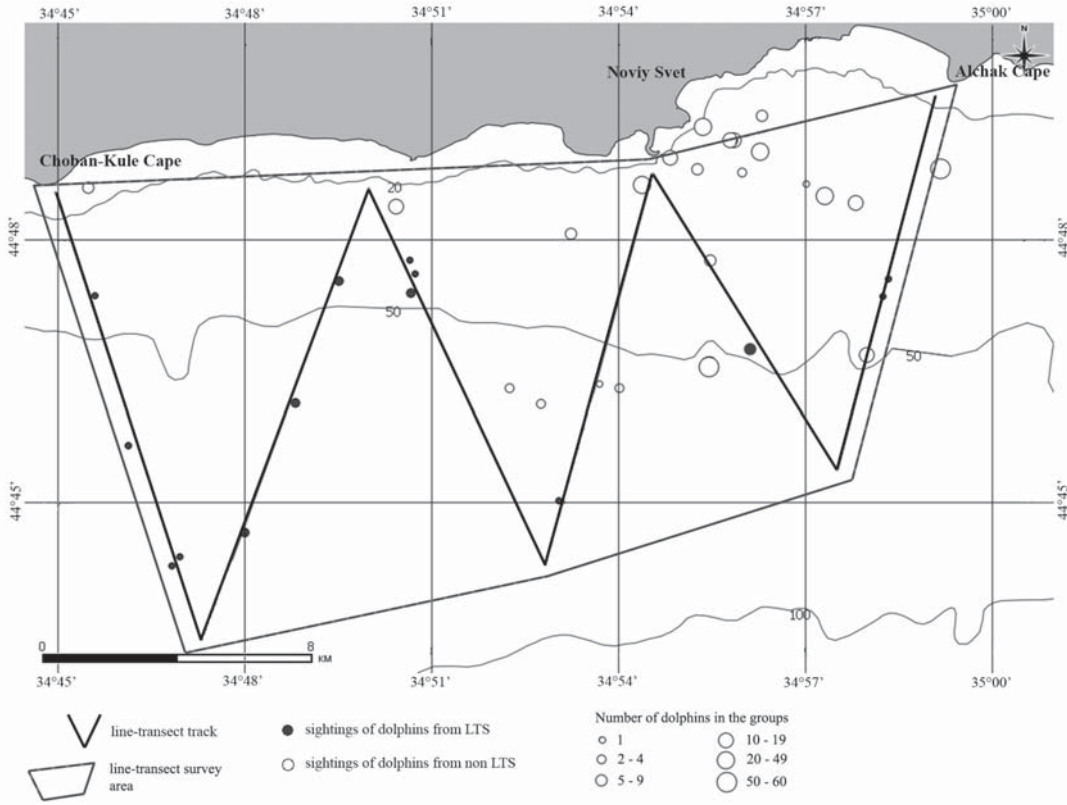 34°45’ 34°48’ 34°51’ 34°54’ 34°57’ 35°00’
N
Noviy Svet
Alchak Cape
Choban-Kule Cape
20
44°48’ 44°48’
50
50
44°45’ 44°45’
100
0 8
KM
34°45’ 34°48’ 34°51’ 34°54’ 34°57’ 35°00’
line-transect track
line-transect survey
area
sightings of dolphins from LTS
sightings of dolphins from non LTS
Number of dolphins in the groups
1 10 - 19
2 - 4 20 - 49
5 - 9 50 - 60